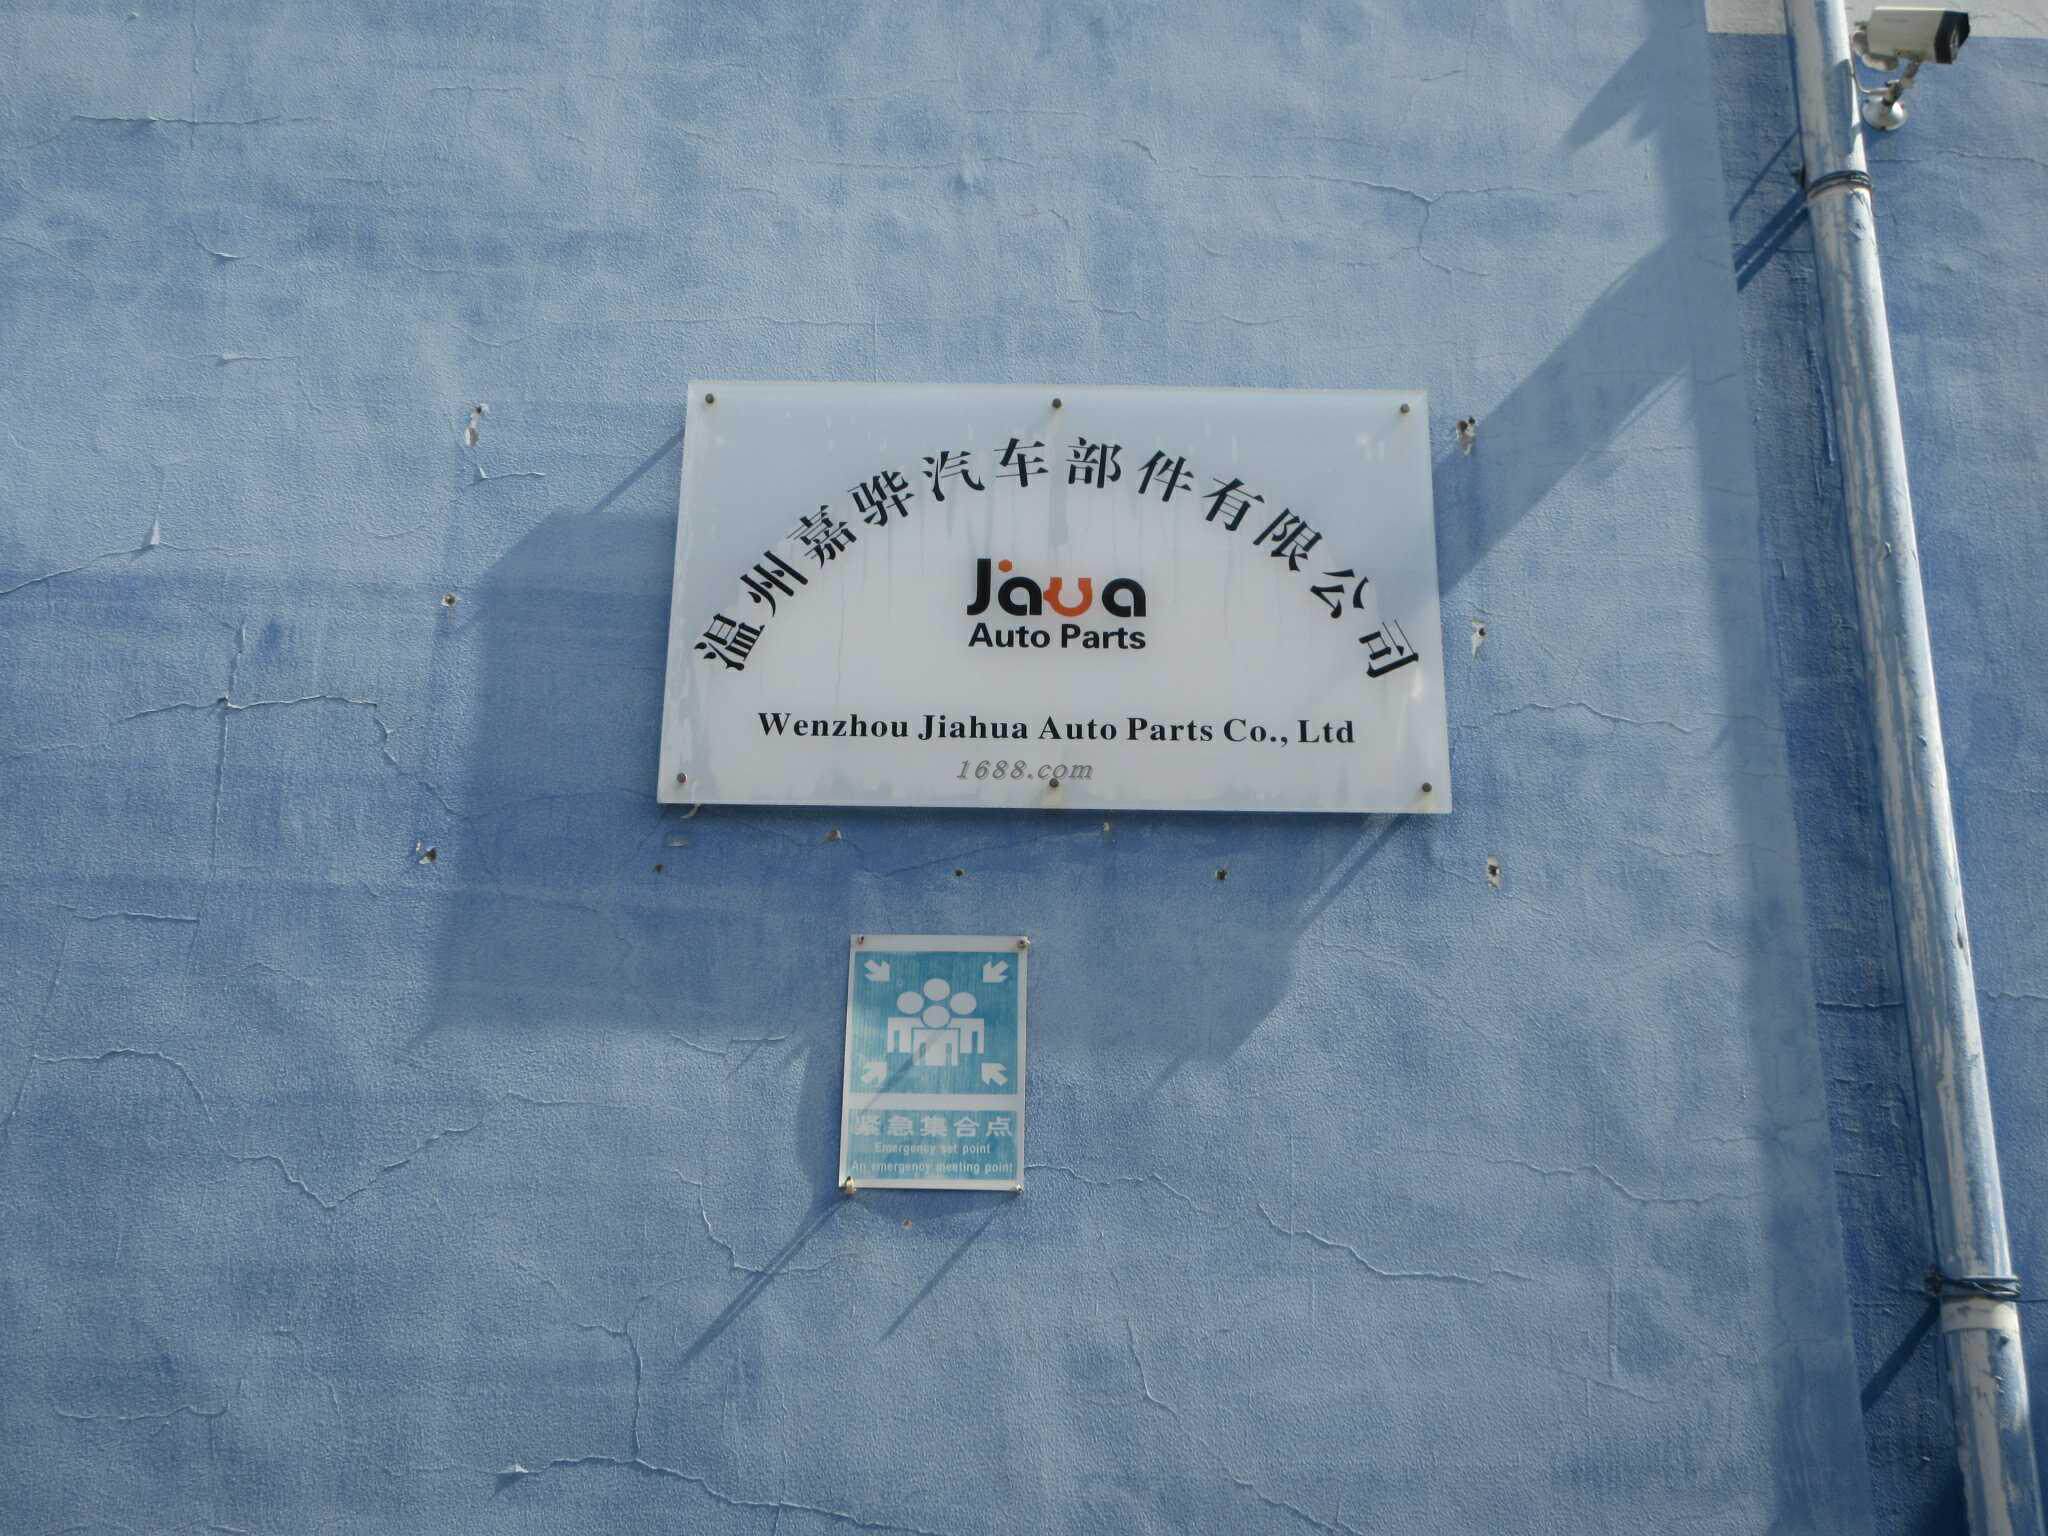 温州嘉骅汽车部件有限公司
Jaua
Auto Parts
Wenzhou Jiahua Auto Parts Co., Ltd
1688.com
紧急集合点
Emergency set point
An emergency meeting point